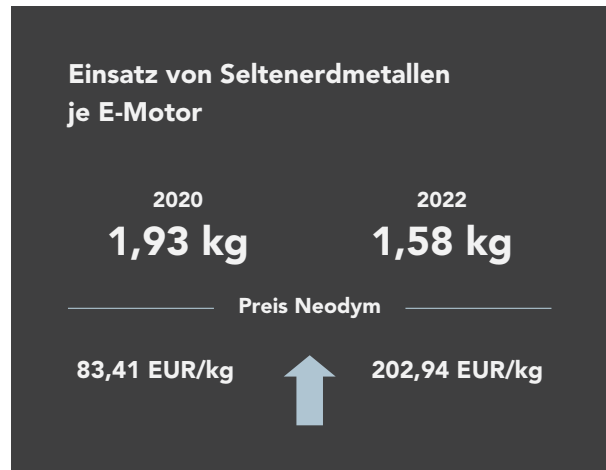 Einsatz von Seltenerdmetallen
je E-Motor
2020
2022
1,93 kg
1,58 kg
Preis Neodym
83,41 EUR/kg
202,94 EUR/kg